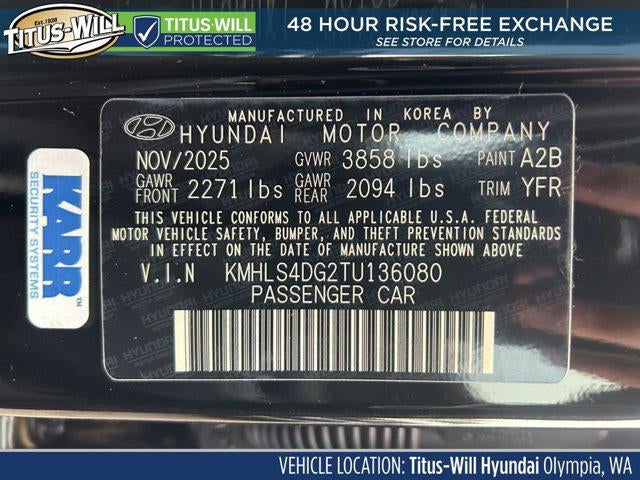 Est. 1938
TITUS-WILL
TITUS-WILL
PROTECTED
48 HOUR RISK-FREE EXCHANGE
SEE STORE FOR DETAILS
MANUFACTURED IN KOREA BY
HYUNDAI MOTOR COMPANY
NOV/2025 GVWR 3858 lbs PAINT A2B
GAWR FRONT 2271 lbs GAWR REAR 2094 lbs TRIM YFR
THIS VEHICLE CONFORMS TO ALL APPLICABLE U.S.A. FEDERAL
MOTOR VEHICLE SAFETY, BUMPER, AND THEFT PREVENTION STANDARDS
IN EFFECT ON THE DATE OF MANUFACTURE SHOWN ABOVE
V.I.N KMHLS4DG2TU136080
PASSENGER CAR
KARR™
SECURITY SYSTEMS
VEHICLE LOCATION: Titus-Will Hyundai Olympia, WA